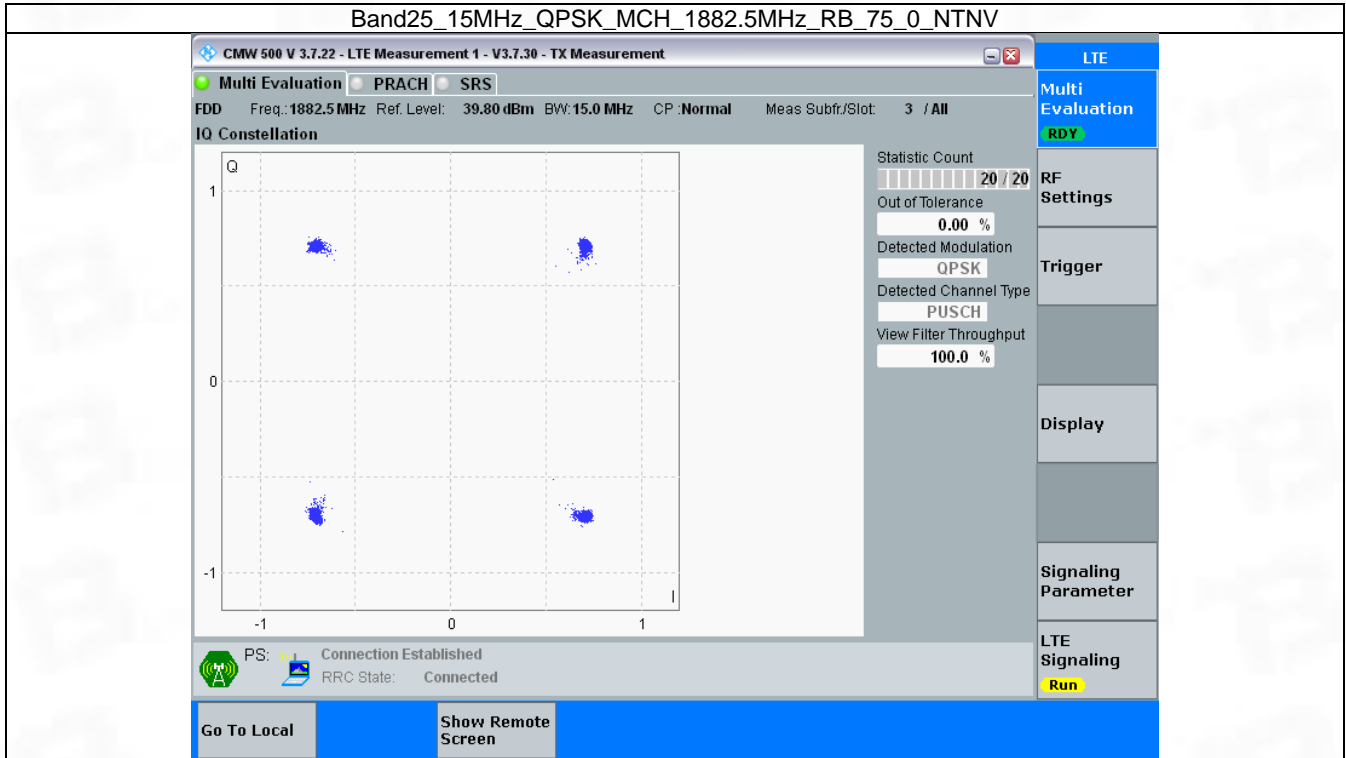 Band25_15MHz_QPSK_MCH_1882.5MHz_RB_75_0_NTNV
CMW 500 V 3.7.22 - LTE Measurement 1 - V3.7.30 - TX Measurement
Multi Evaluation PRACH SRS
FDD Freq.: 1882.5 MHz Ref. Level: 39.80 dBm BW: 15.0 MHz CP : Normal Meas Subfr./Slot: 3 / All
IQ Constellation
Q
1
0
-1
I
-1 0 1
Statistic Count
20 / 20
Out of Tolerance
0.00 %
Detected Modulation
QPSK
Detected Channel Type
PUSCH
View Filter Throughput
100.0 %
PS: Connection Established
RRC State: Connected
LTE
Multi
Evaluation
RDY
RF
Settings
Trigger
Display
Signaling
Parameter
LTE
Signaling
Run
Go To Local
Show Remote
Screen